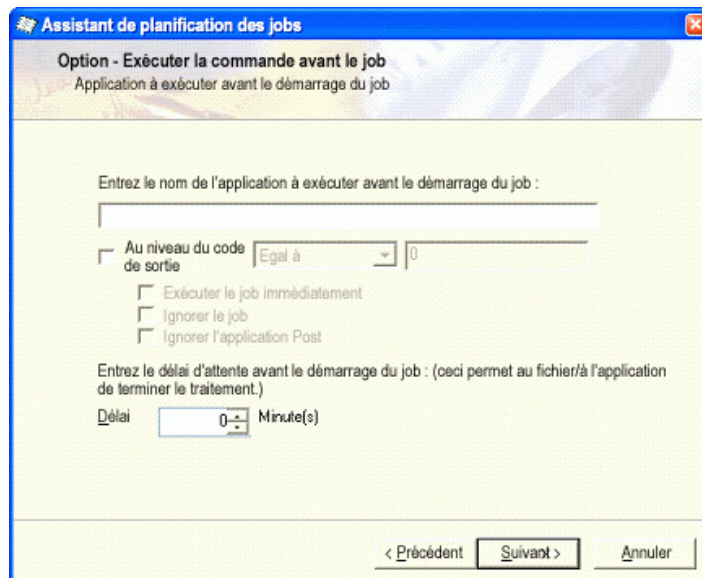 Assistant de planification des jobs
Option - Exécuter la commande avant le job
Application à exécuter avant le démarrage du job
Entrez le nom de l'application à exécuter avant le démarrage du job :
Au niveau du code
de sortie
Egal à
0
Exécuter le job immédiatement
Ignorer le job
Ignorer l'application Post
Entrez le délai d'attente avant le démarrage du job : (ceci permet au fichier/à l'application
de terminer le traitement.)
Délai 0 Minute(s)
< Précédent Suivant > Annuler